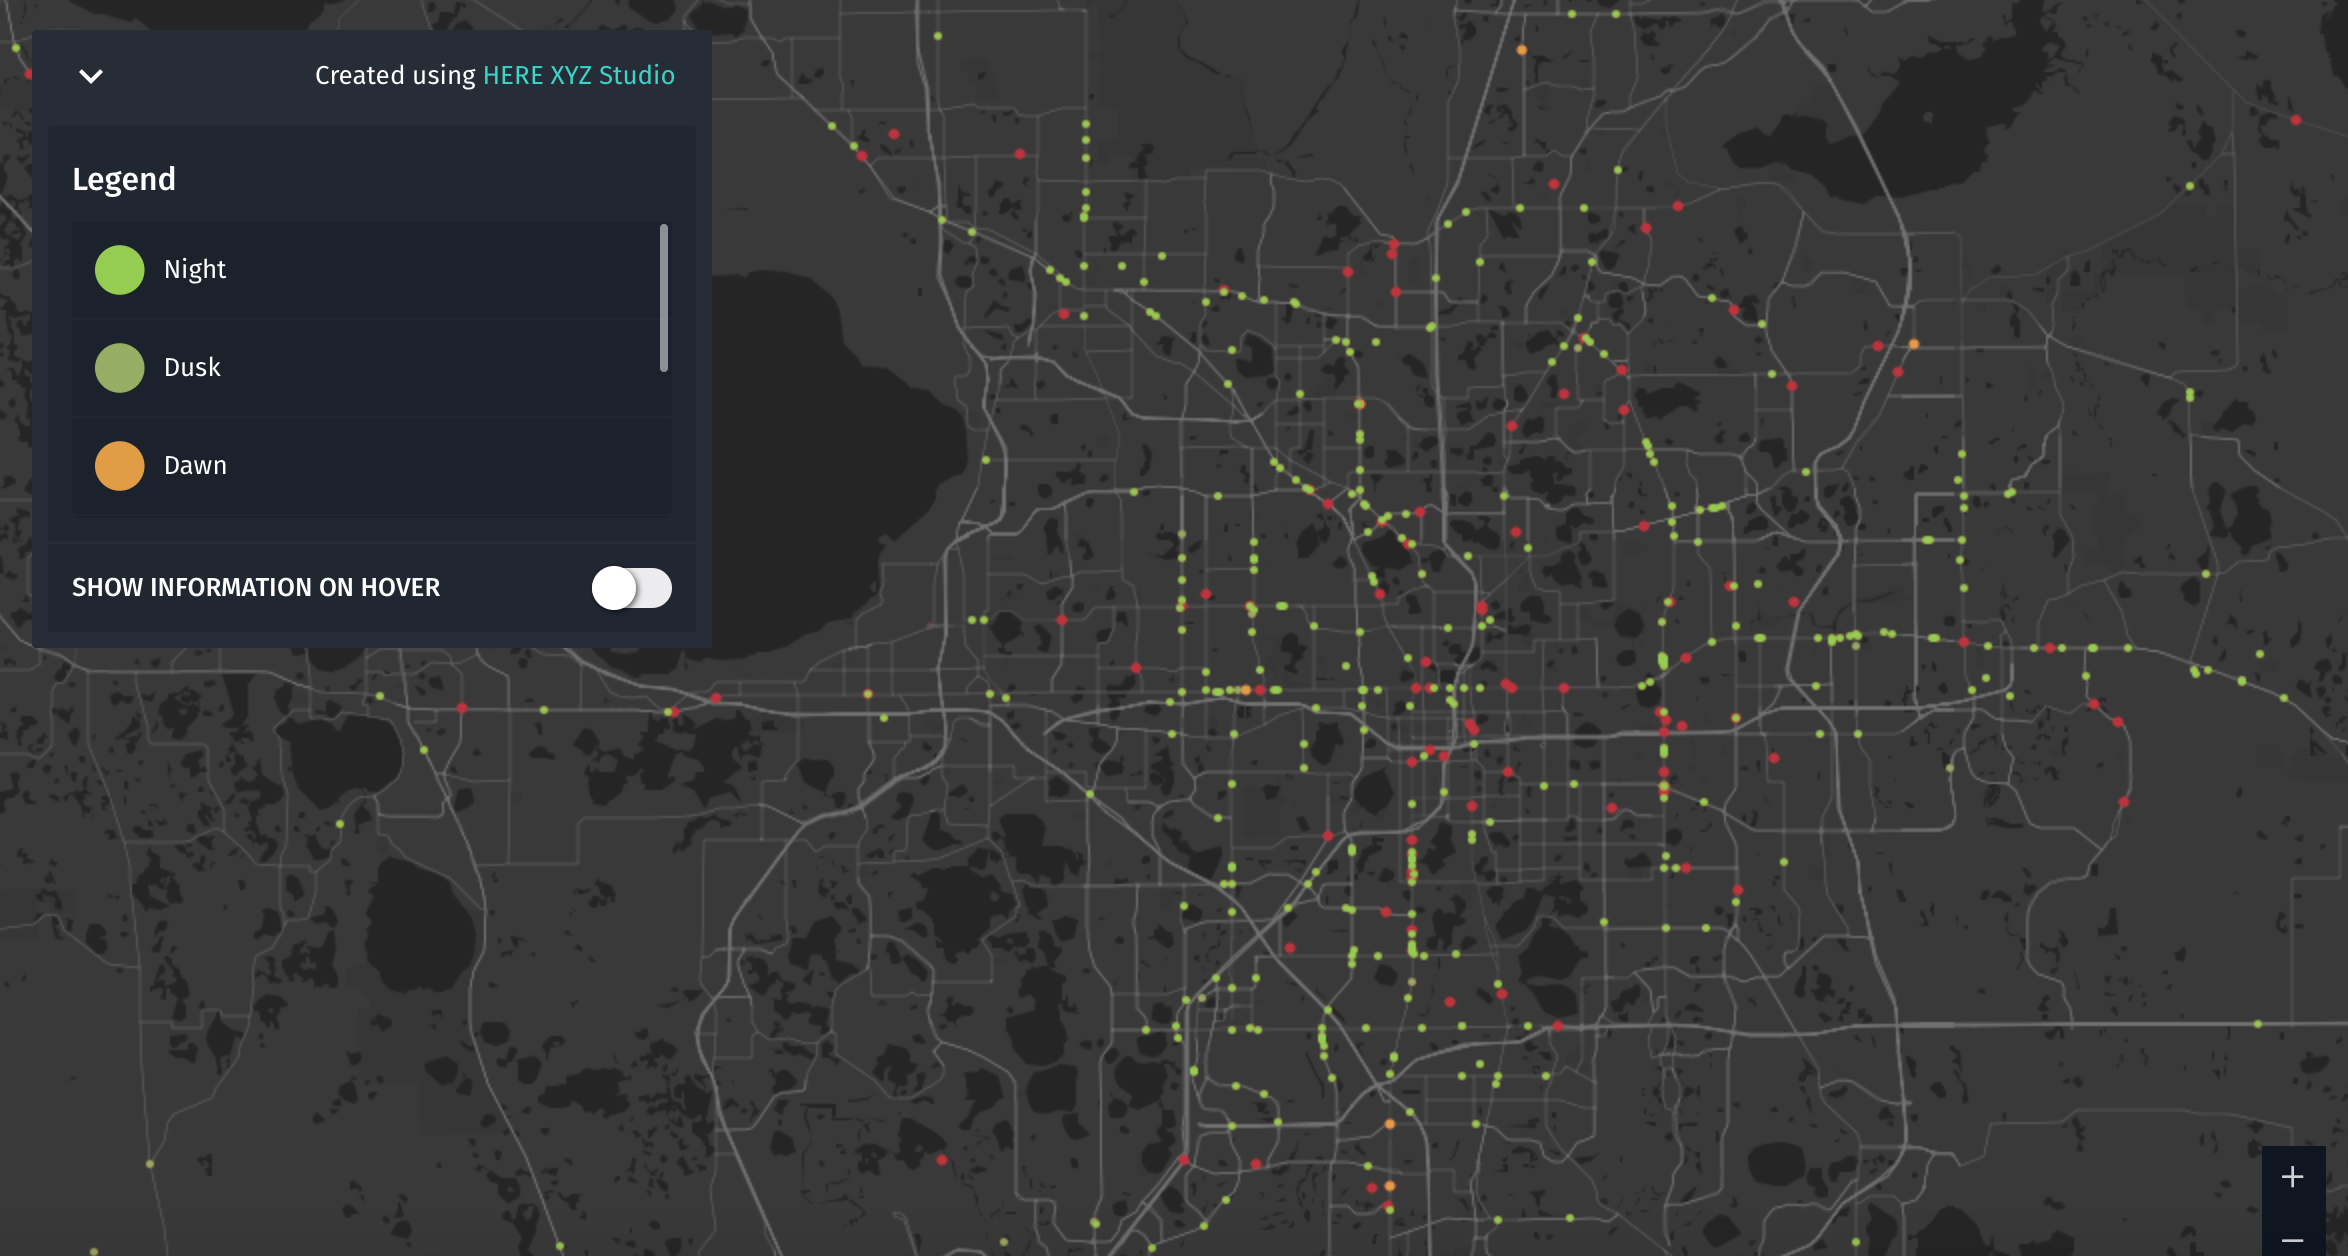 Created using HERE XYZ Studio
Legend
Night
Dusk
Dawn
SHOW INFORMATION ON HOVER
+
−